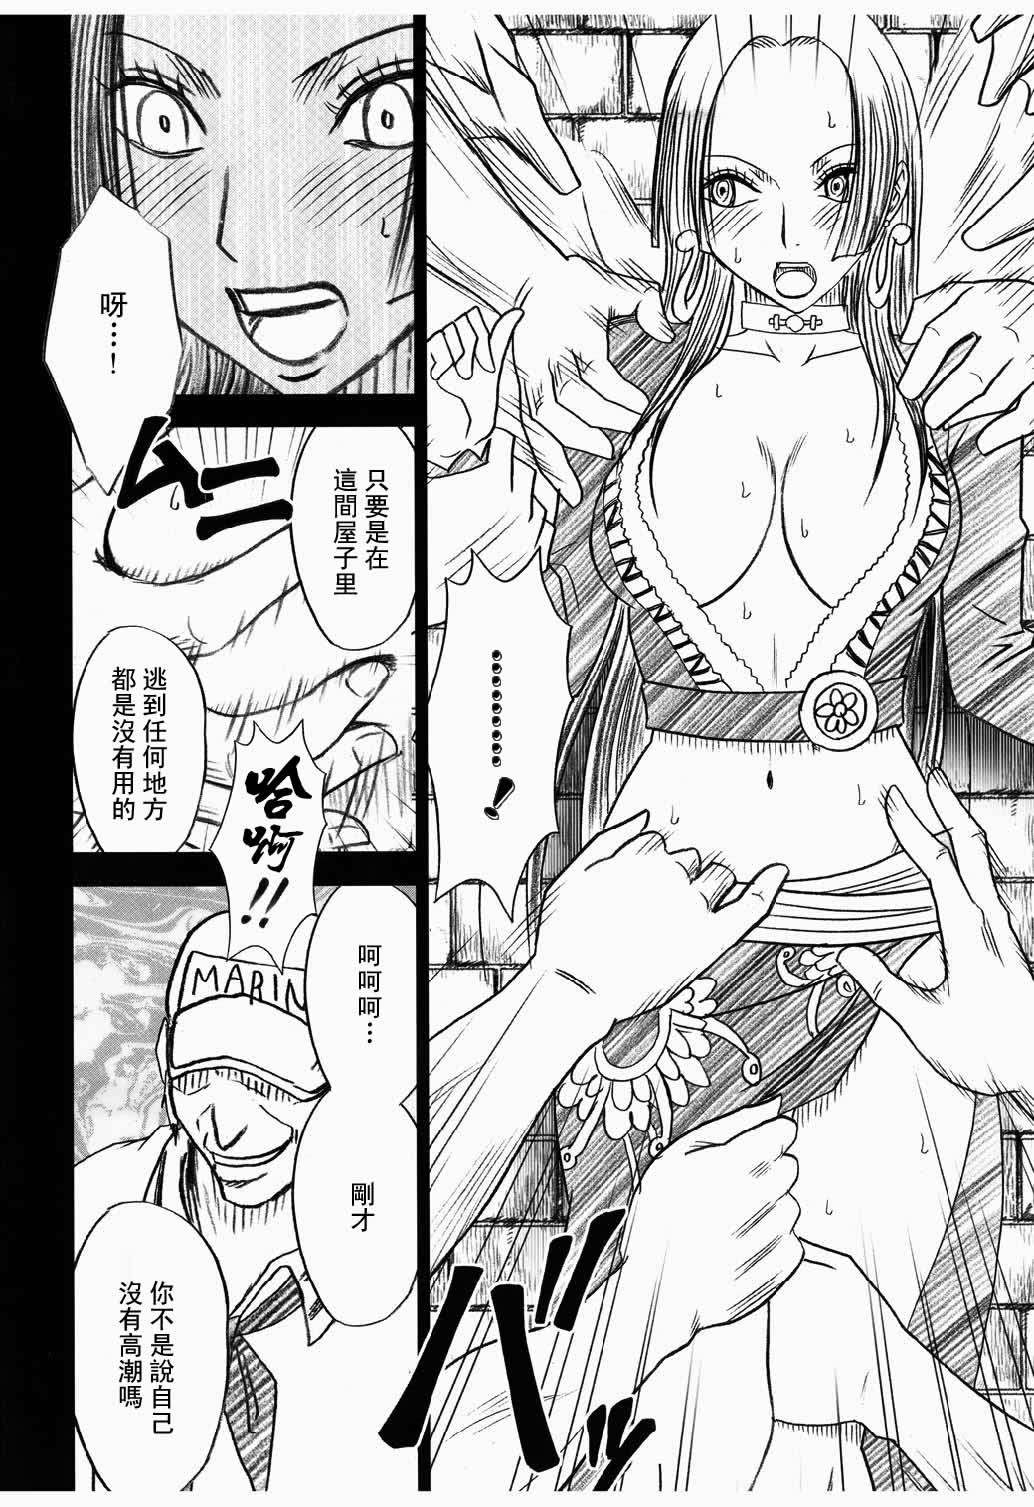 ………！
バッ
呀…！
ムニ
只要是在
這間屋子里
逃到任何地方
都是沒有用的
哈啊!!
MARIN
呵呵呵…
剛才
你不是說自己
沒有高潮嗎